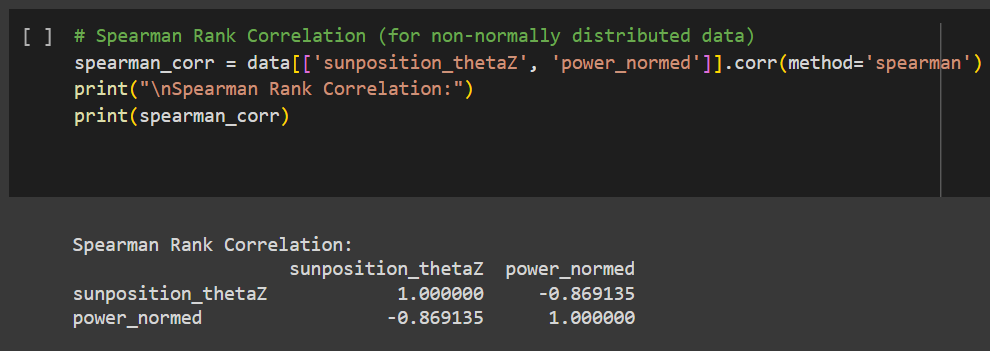 [ ] # Spearman Rank Correlation (for non-normally distributed data)
spearman_corr = data[['sunposition_thetaZ', 'power_normed']].corr(method='spearman')
print("\nSpearman Rank Correlation:")
print(spearman_corr)
Spearman Rank Correlation:
sunposition_thetaZ power_normed
sunposition_thetaZ 1.000000 -0.869135
power_normed -0.869135 1.000000